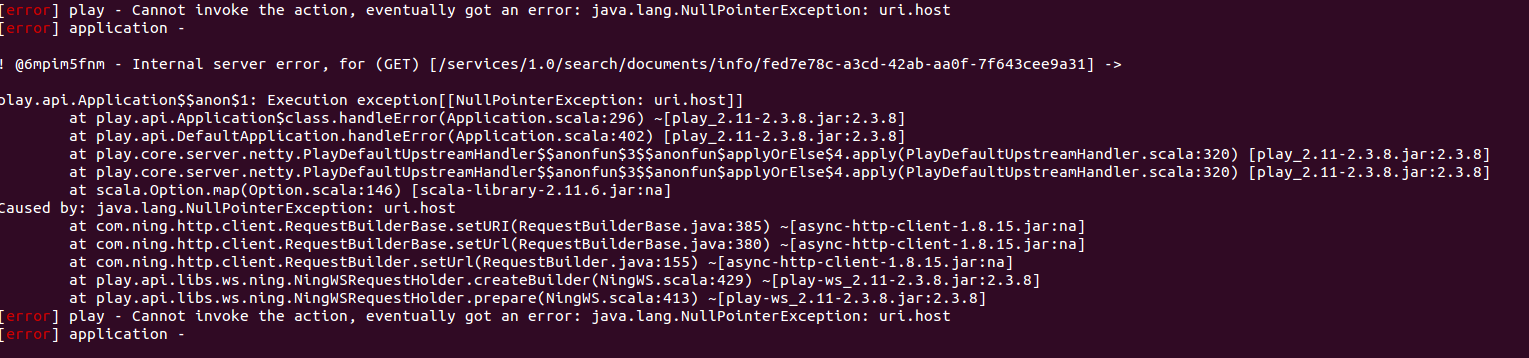 [error] play - Cannot invoke the action, eventually got an error: java.lang.NullPointerException: uri.host
[error] application -
! @6mpim5fnm - Internal server error, for (GET) [/services/1.0/search/documents/info/fed7e78c-a3cd-42ab-aa0f-7f643cee9a31] ->
play.api.Application$$anon$1: Execution exception[[NullPointerException: uri.host]]
at play.api.Application$class.handleError(Application.scala:296) ~[play_2.11-2.3.8.jar:2.3.8]
at play.api.DefaultApplication.handleError(Application.scala:402) [play_2.11-2.3.8.jar:2.3.8]
at play.core.server.netty.PlayDefaultUpstreamHandler$$anonfun$3$$anonfun$applyOrElse$4.apply(PlayDefaultUpstreamHandler.scala:320) [play_2.11-2.3.8.jar:2.3.8]
at play.core.server.netty.PlayDefaultUpstreamHandler$$anonfun$3$$anonfun$applyOrElse$4.apply(PlayDefaultUpstreamHandler.scala:320) [play_2.11-2.3.8.jar:2.3.8]
at scala.Option.map(Option.scala:146) [scala-library-2.11.6.jar:na]
Caused by: java.lang.NullPointerException: uri.host
at com.ning.http.client.RequestBuilderBase.setURI(RequestBuilderBase.java:385) ~[async-http-client-1.8.15.jar:na]
at com.ning.http.client.RequestBuilderBase.setUrl(RequestBuilderBase.java:380) ~[async-http-client-1.8.15.jar:na]
at com.ning.http.client.RequestBuilder.setUrl(RequestBuilder.java:155) ~[async-http-client-1.8.15.jar:na]
at play.api.libs.ws.ning.NingWSRequestHolder.createBuilder(NingWS.scala:429) ~[play-ws_2.11-2.3.8.jar:2.3.8]
at play.api.libs.ws.ning.NingWSRequestHolder.prepare(NingWS.scala:413) ~[play-ws_2.11-2.3.8.jar:2.3.8]
[error] play - Cannot invoke the action, eventually got an error: java.lang.NullPointerException: uri.host
[error] application -